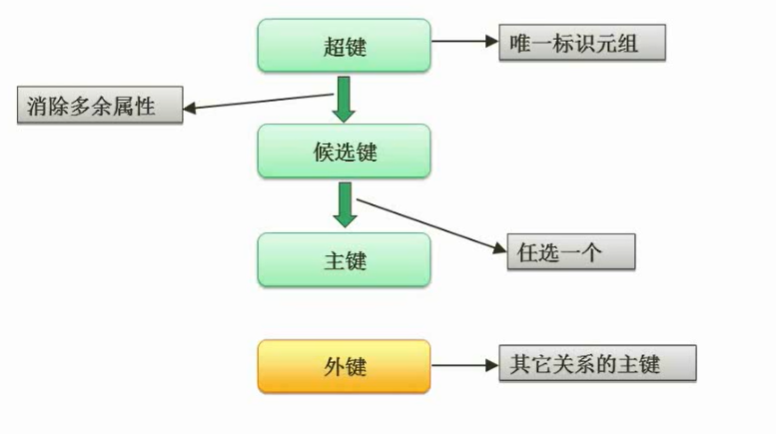 超键
唯一标识元组
消除多余属性
候选键
主键
任选一个
外键
其它关系的主键